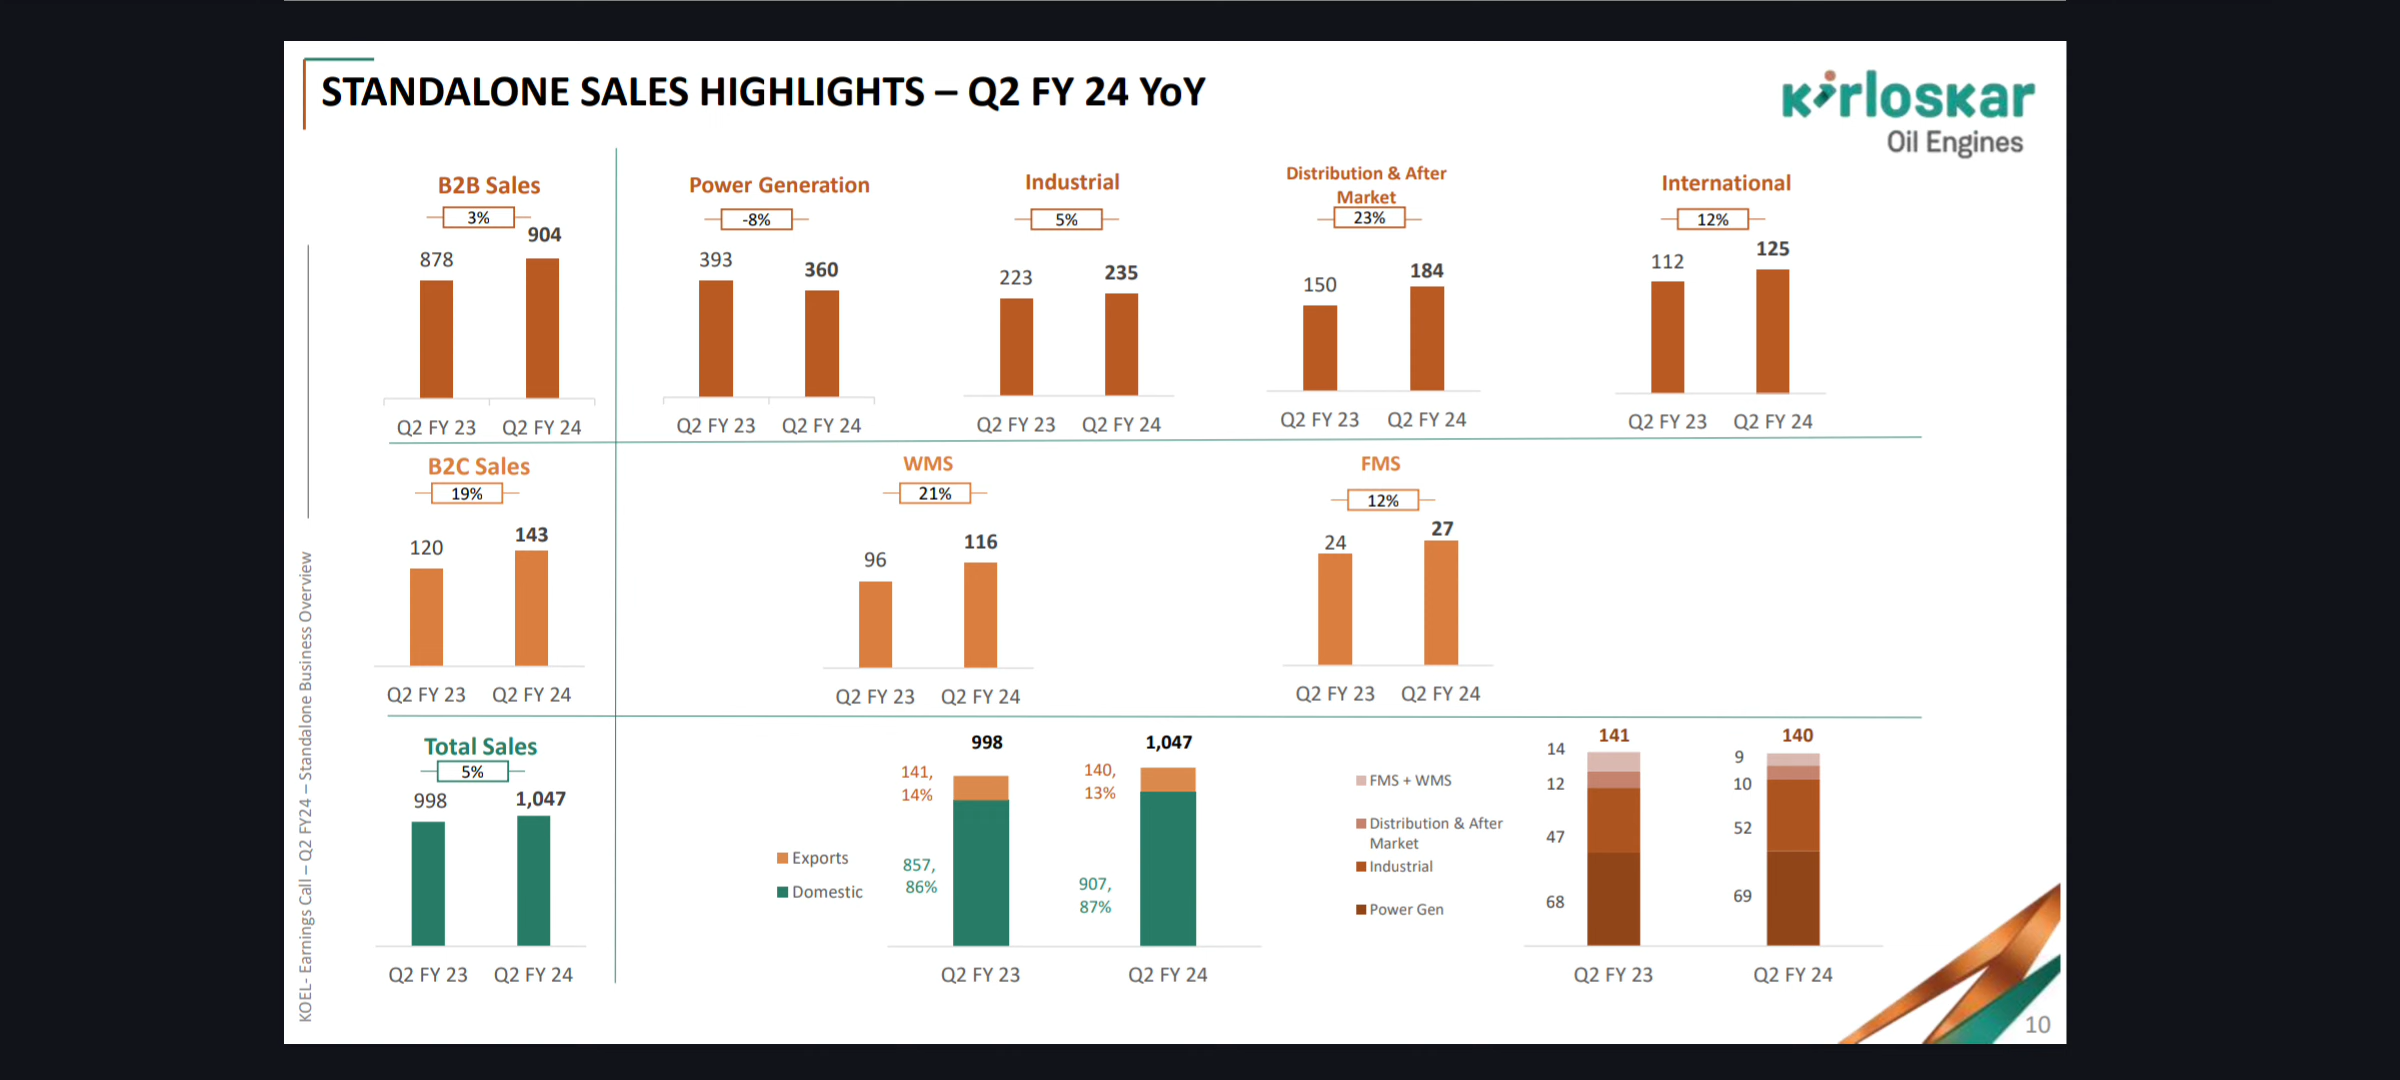 STANDALONE SALES HIGHLIGHTS – Q2 FY 24 YoY
Kirloskar
Oil Engines
B2B Sales
3%
878
904
Q2 FY 23
Q2 FY 24
Power Generation
-8%
393
360
Q2 FY 23
Q2 FY 24
Industrial
5%
223
235
Q2 FY 23
Q2 FY 24
Distribution & After
Market
23%
150
184
Q2 FY 23
Q2 FY 24
International
12%
112
125
Q2 FY 23
Q2 FY 24
B2C Sales
19%
120
143
Q2 FY 23
Q2 FY 24
WMS
21%
96
116
Q2 FY 23
Q2 FY 24
FMS
12%
24
27
Q2 FY 23
Q2 FY 24
Total Sales
5%
998
1,047
Q2 FY 23
Q2 FY 24
Exports
Domestic
998
141,
14%
857,
86%
1,047
140,
13%
907,
87%
Q2 FY 23
Q2 FY 24
FMS + WMS
Distribution & After
Market
Industrial
Power Gen
141
14
12
47
68
140
9
10
52
69
Q2 FY 23
Q2 FY 24
KOEL- Earnings Call – Q2 FY24 – Standalone Business Overview
10